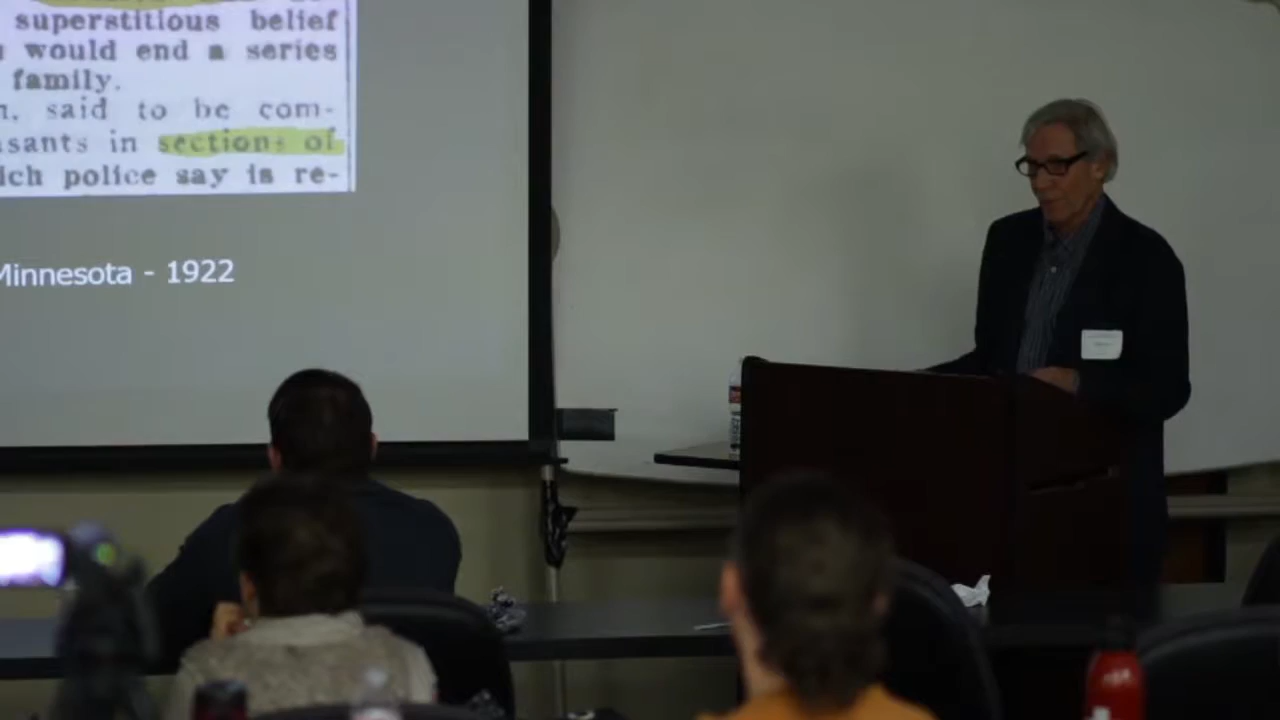 superstitious belief
would end a series
family.
said to be com-
sants in sections of
ich police say is re-
Minnesota - 1922